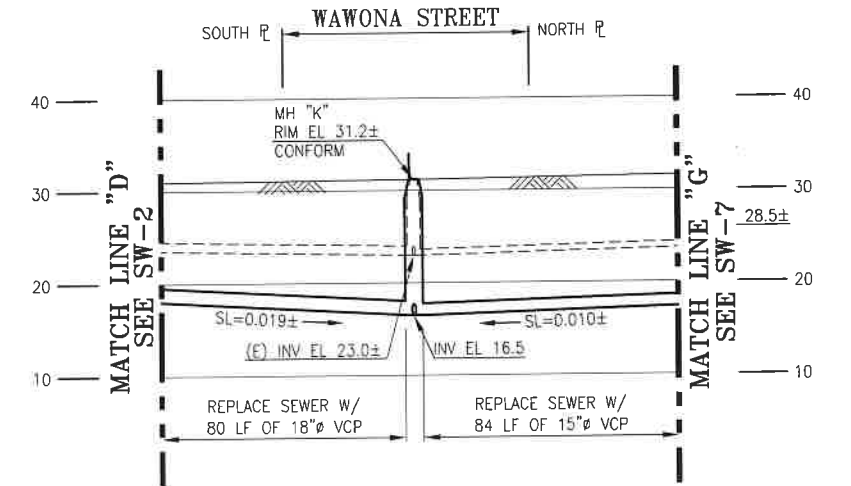 WAWONA STREET
SOUTH ℄
NORTH ℄
40
40
MH "K"
RIM EL 31.2±
CONFORM
30
30
28.5±
20
20
SL=0.019±
SL=0.010±
(E) INV EL 23.0±
INV EL 16.5
10
10
MATCH LINE "D"
SEE SW-2
MATCH LINE "G"
SEE SW-7
REPLACE SEWER W/
80 LF OF 18"ø VCP
REPLACE SEWER W/
84 LF OF 15"ø VCP